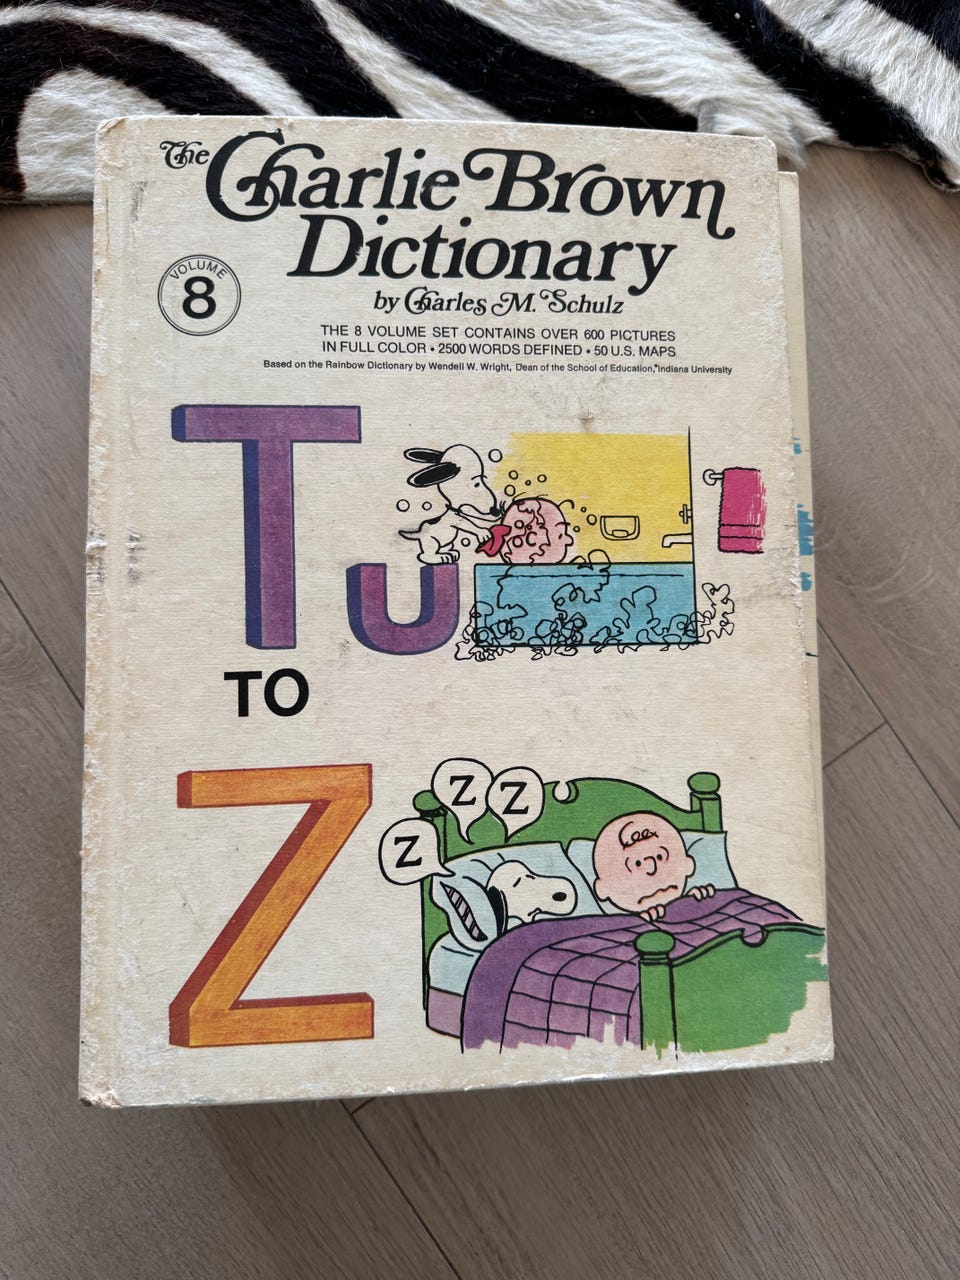 The Charlie Brown
Dictionary
VOLUME
8
by Charles M. Schulz
THE 8 VOLUME SET CONTAINS OVER 600 PICTURES
IN FULL COLOR • 2500 WORDS DEFINED • 50 U.S. MAPS
Based on the Rainbow Dictionary by Wendell W. Wright, Dean of the School of Education, Indiana University
Tu
TO
Z
Z
Z
Z